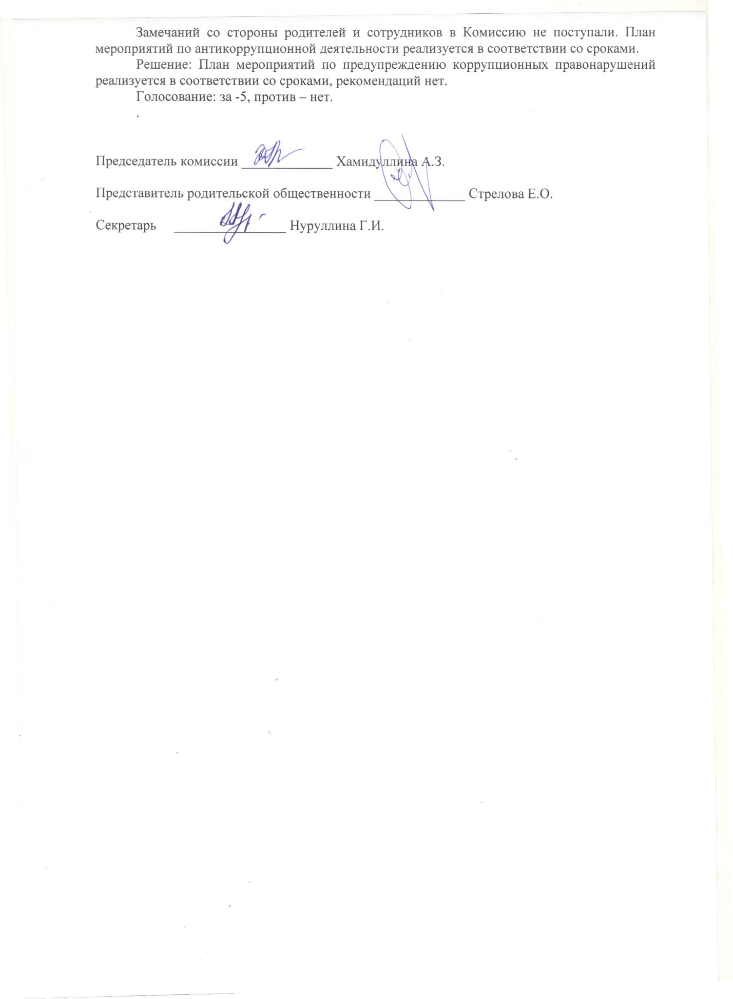 Замечаний со стороны родителей и сотрудников в Комиссию не поступали. План
мероприятий по антикоррупционной деятельности реализуется в соответствии со сроками.
Решение: План мероприятий по предупреждению коррупционных правонарушений
реализуется в соответствии со сроками, рекомендаций нет.
Голосование: за -5, против – нет.
.
Председатель комиссии _____________ Хамидуллина А.З.
Представитель родительской общественности _____________ Стрелова Е.О.
Секретарь ________________ Нуруллина Г.И.